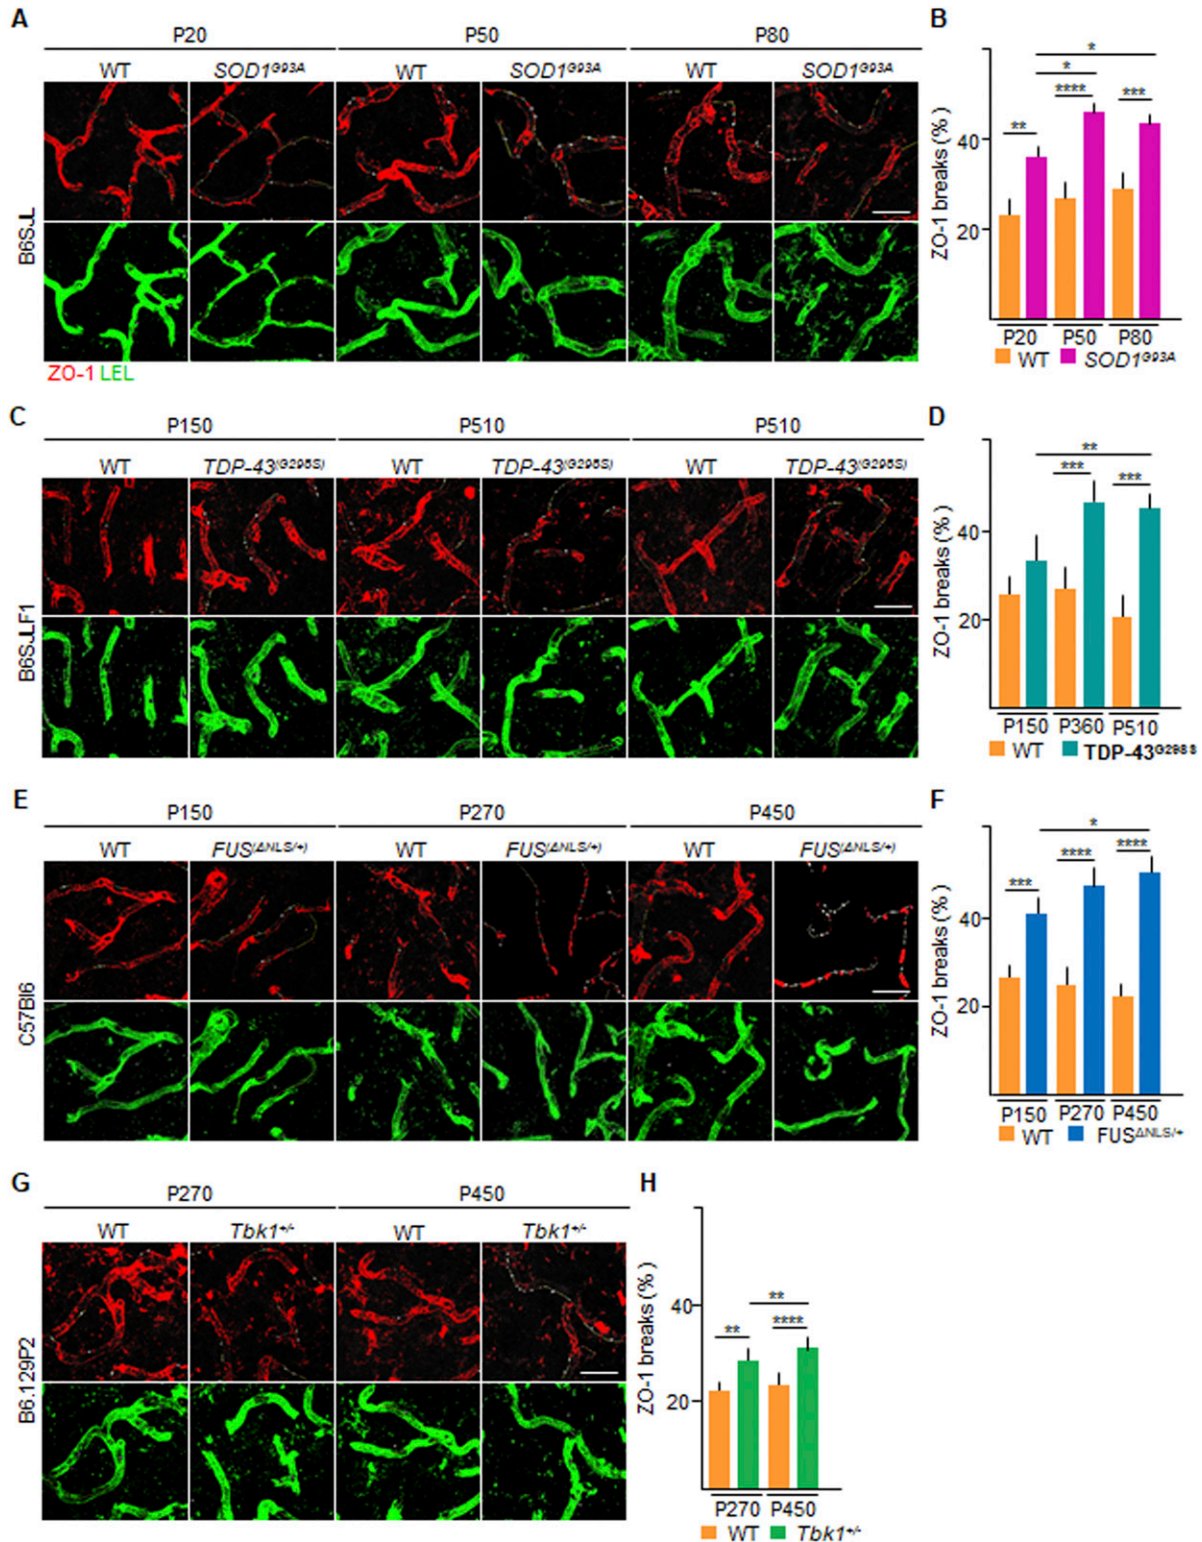 A
P20
P50
P80
WT
SOD1ᴳ⁹³ᴬ
WT
SOD1ᴳ⁹³ᴬ
WT
SOD1ᴳ⁹³ᴬ
B6SJL
ZO-1 LEL
B
*
*
**
****
***
ZO-1 breaks (%)
40
20
P20 P50 P80
WT SOD1ᴳ⁹³ᴬ
C
P150
P510
P510
WT
TDP-43⁽ᴳ²⁹⁸ˢ⁾
WT
TDP-43⁽ᴳ²⁹⁸ˢ⁾
WT
TDP-43⁽ᴳ²⁹⁸ˢ⁾
B6SJLF1
D
**
***
***
ZO-1 breaks (%)
40
20
P150 P360 P510
WT TDP-43ᴳ²⁹⁸ˢ
E
P150
P270
P450
WT
FUS⁽ᐞᴺᴸˢ/⁺⁾
WT
FUS⁽ᐞᴺᴸˢ/⁺⁾
WT
FUS⁽ᐞᴺᴸˢ/⁺⁾
C57Bl6
F
*
***
****
****
ZO-1 breaks (%)
40
20
P150 P270 P450
WT FUSᐞᴺᴸˢ/⁺
G
P270
P450
WT
Tbk1⁺/⁻
WT
Tbk1⁺/⁻
B6.129P2
H
**
**
****
ZO-1 breaks (%)
40
20
P270 P450
WT Tbk1⁺/⁻